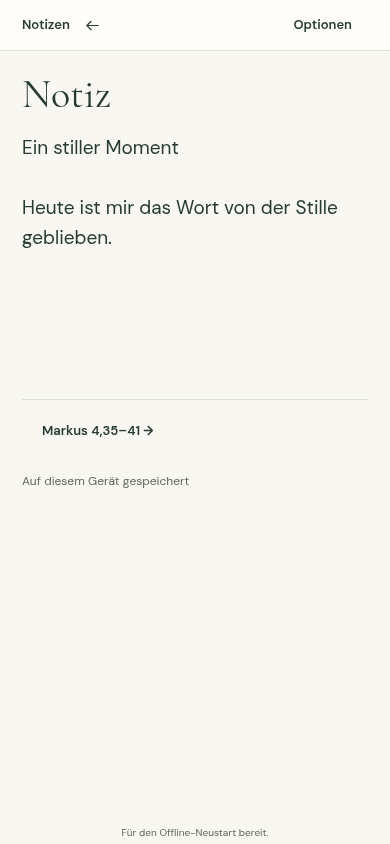 Notizen ← Optionen
Notiz
Ein stiller Moment
Heute ist mir das Wort von der Stille
geblieben.
Markus 4,35–41 →
Auf diesem Gerät gespeichert
Für den Offline-Neustart bereit.